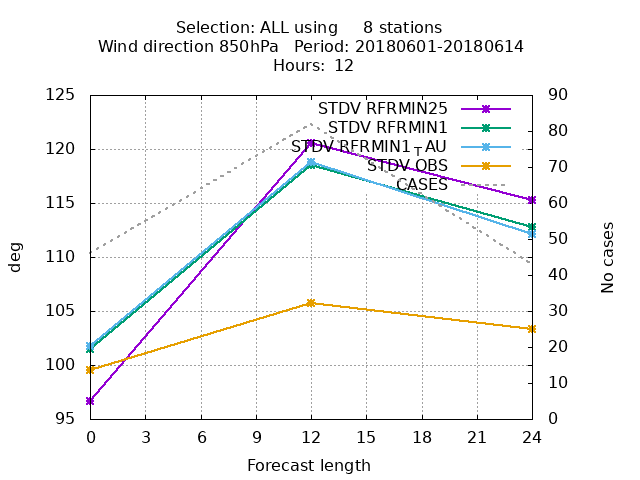 Selection: ALL using     8 stations
Wind direction 850hPa   Period: 20180601-20180614
Hours: 12
125
120
115
110
105
100
95
90
80
70
60
50
40
30
20
10
0
STDV RFRMIN25
STDV RFRMIN1
STDV RFRMIN1TAU
STDV OBS
CASES
deg
No cases
0 3 6 9 12 15 18 21 24
Forecast length